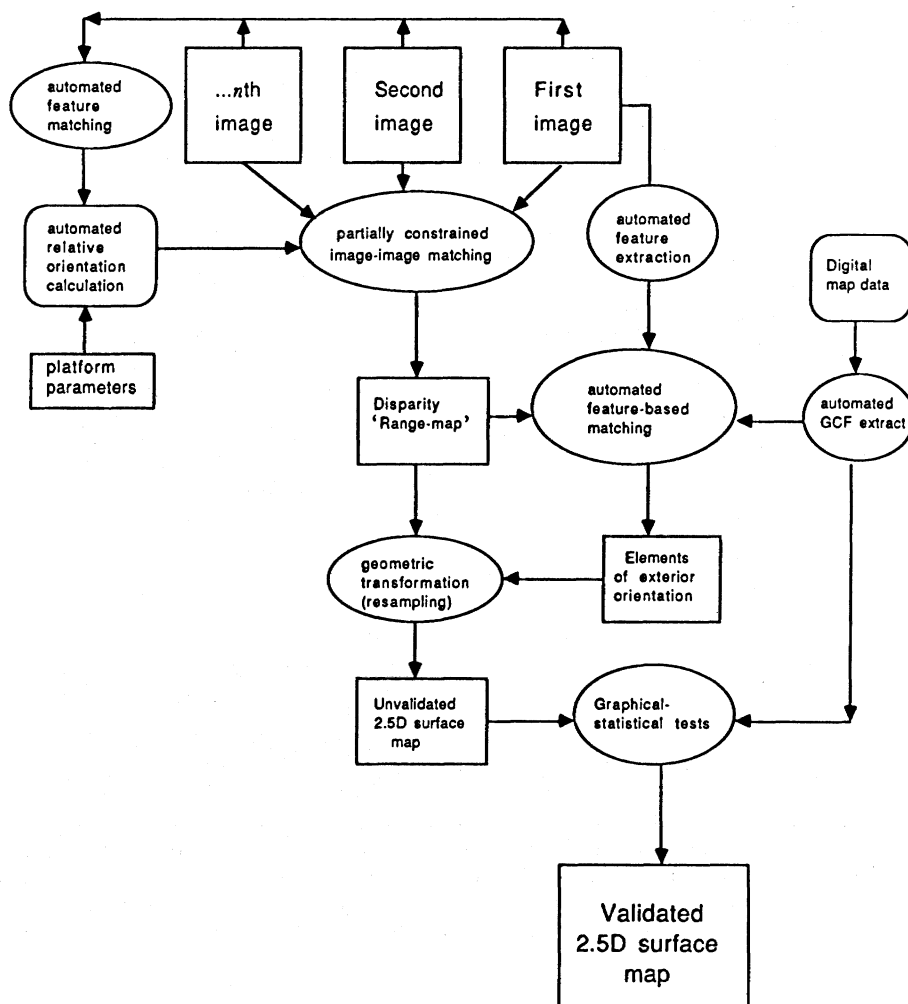 automated
feature
matching
...nth
image
Second
image
First
image
automated
relative
orientation
calculation
partially constrained
image-image matching
automated
feature
extraction
Digital
map data
platform
parameters
Disparity
‘Range-map’
automated
feature-based
matching
automated
GCF extract
geometric
transformation
(resampling)
Elements
of exterior
orientation
Unvalidated
2.5D surface
map
Graphical-
statistical tests
Validated
2.5D surface
map